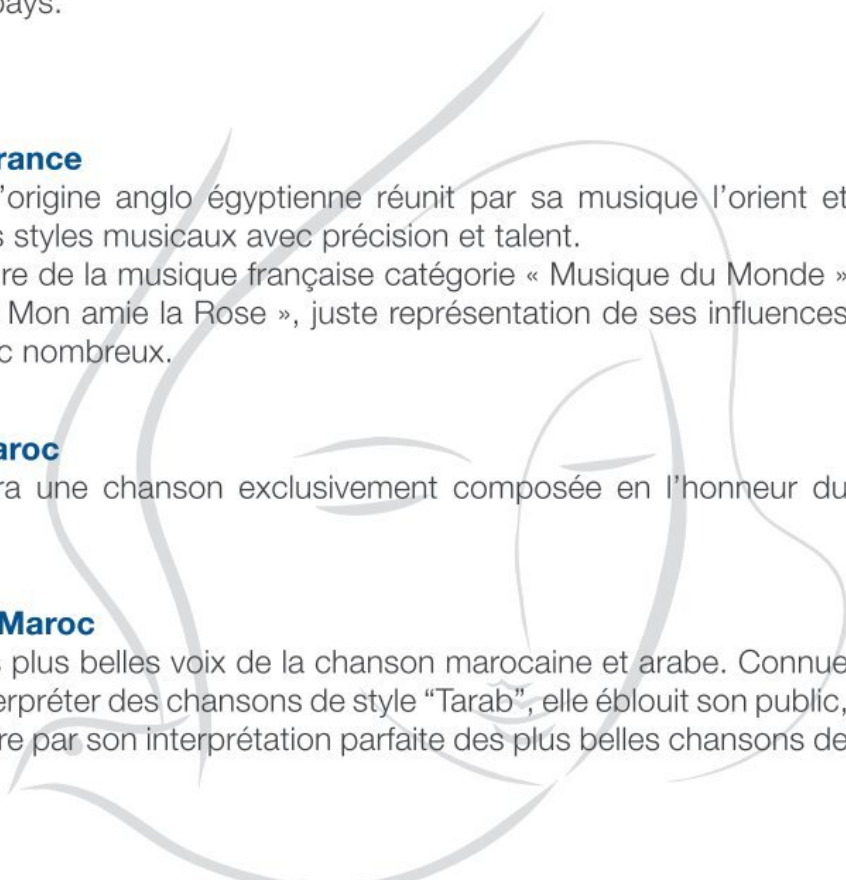 pays.
rance
'origine anglo égyptienne réunit par sa musique l'orient et
s styles musicaux avec précision et talent.
re de la musique française catégorie « Musique du Monde »
Mon amie la Rose », juste représentation de ses influences
c nombreux.
aroc
ra une chanson exclusivement composée en l'honneur du
Maroc
s plus belles voix de la chanson marocaine et arabe. Connue
erpréter des chansons de style “Tarab”, elle éblouit son public,
re par son interprétation parfaite des plus belles chansons de